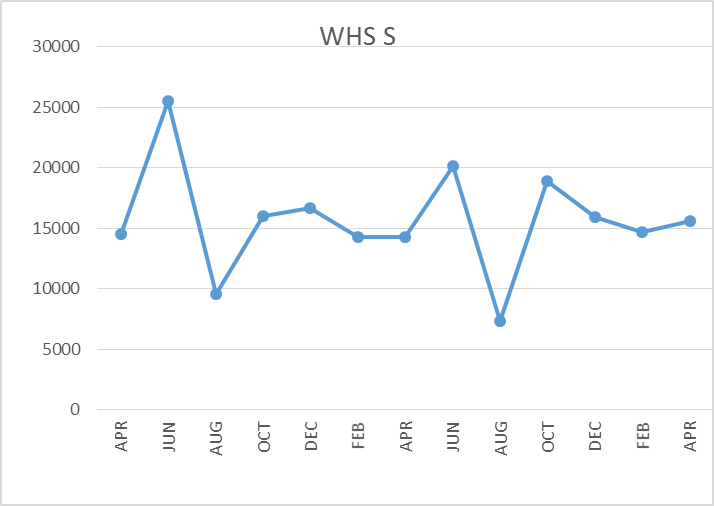 WHS S
30000
25000
20000
15000
10000
5000
0
APR
JUN
AUG
OCT
DEC
FEB
APR
JUN
AUG
OCT
DEC
FEB
APR